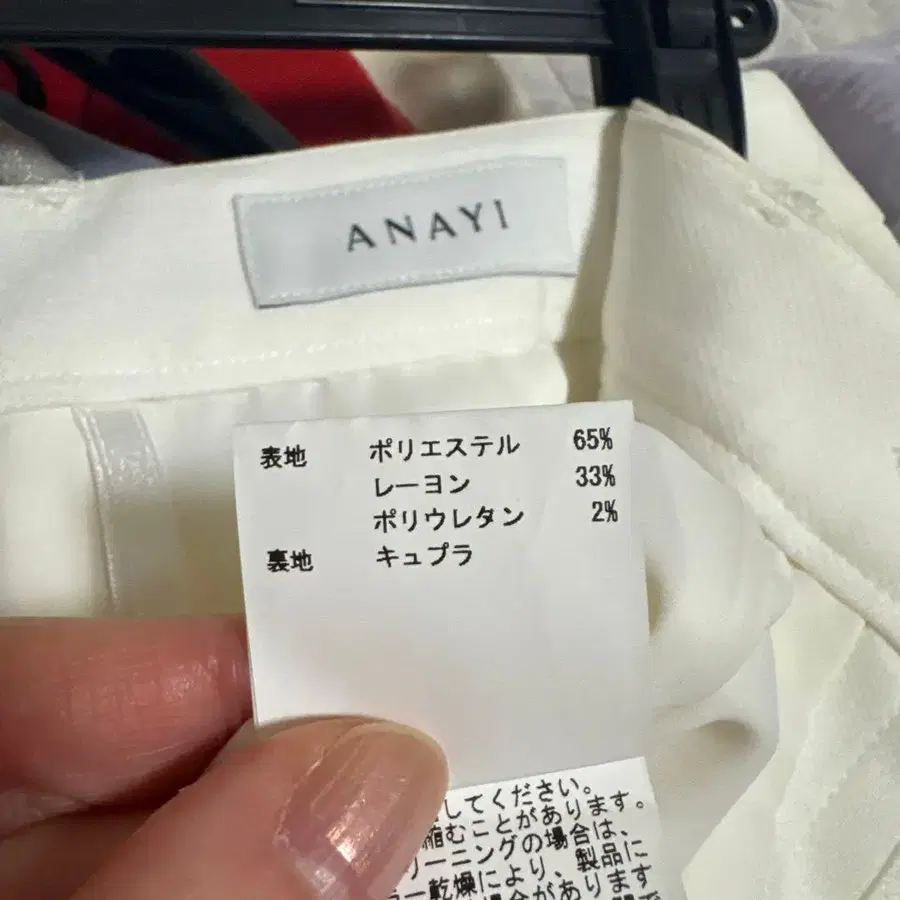 ANAYI
表地 ポリエステル 65%
レーヨン 33%
ポリウレタン 2%
裏地 キュプラ
してください。
縮むことがあります。
リーニングの場合は、
乾燥により、製品に
場合があります